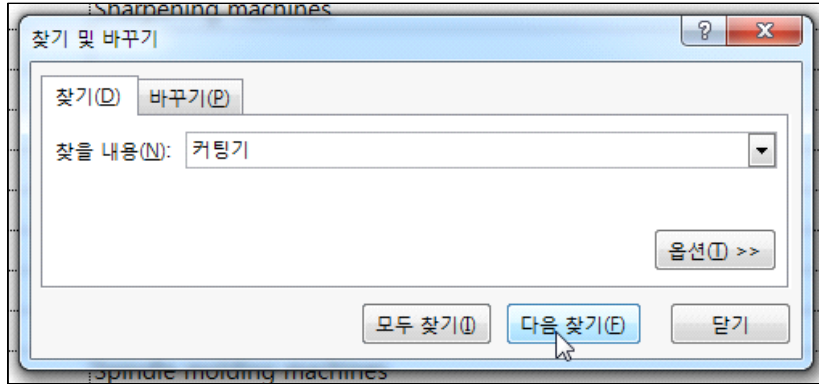 Sharpening machines
찾기 및 바꾸기
찾기(D) 바꾸기(P)
찾을 내용(N): 커팅기
옵션(T) >>
모두 찾기(I) 다음 찾기(F) 닫기
Spindle molding machines